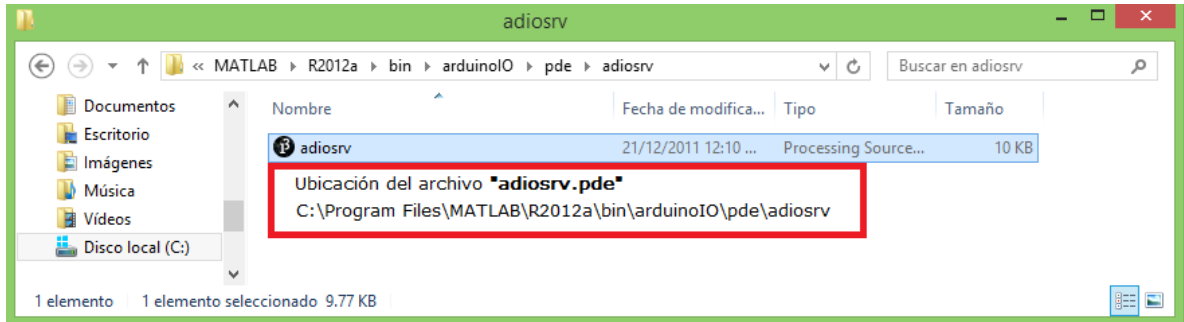 adiosrv
« MATLAB ▸ R2012a ▸ bin ▸ arduinoIO ▸ pde ▸ adiosrv
Buscar en adiosrv
Documentos
Escritorio
Imágenes
Música
Vídeos
Disco local (C:)
Nombre Fecha de modifica... Tipo Tamaño
adiosrv 21/12/2011 12:10 ... Processing Source... 10 KB
Ubicación del archivo "adiosrv.pde"
C:\Program Files\MATLAB\R2012a\bin\arduinoIO\pde\adiosrv
1 elemento 1 elemento seleccionado 9.77 KB